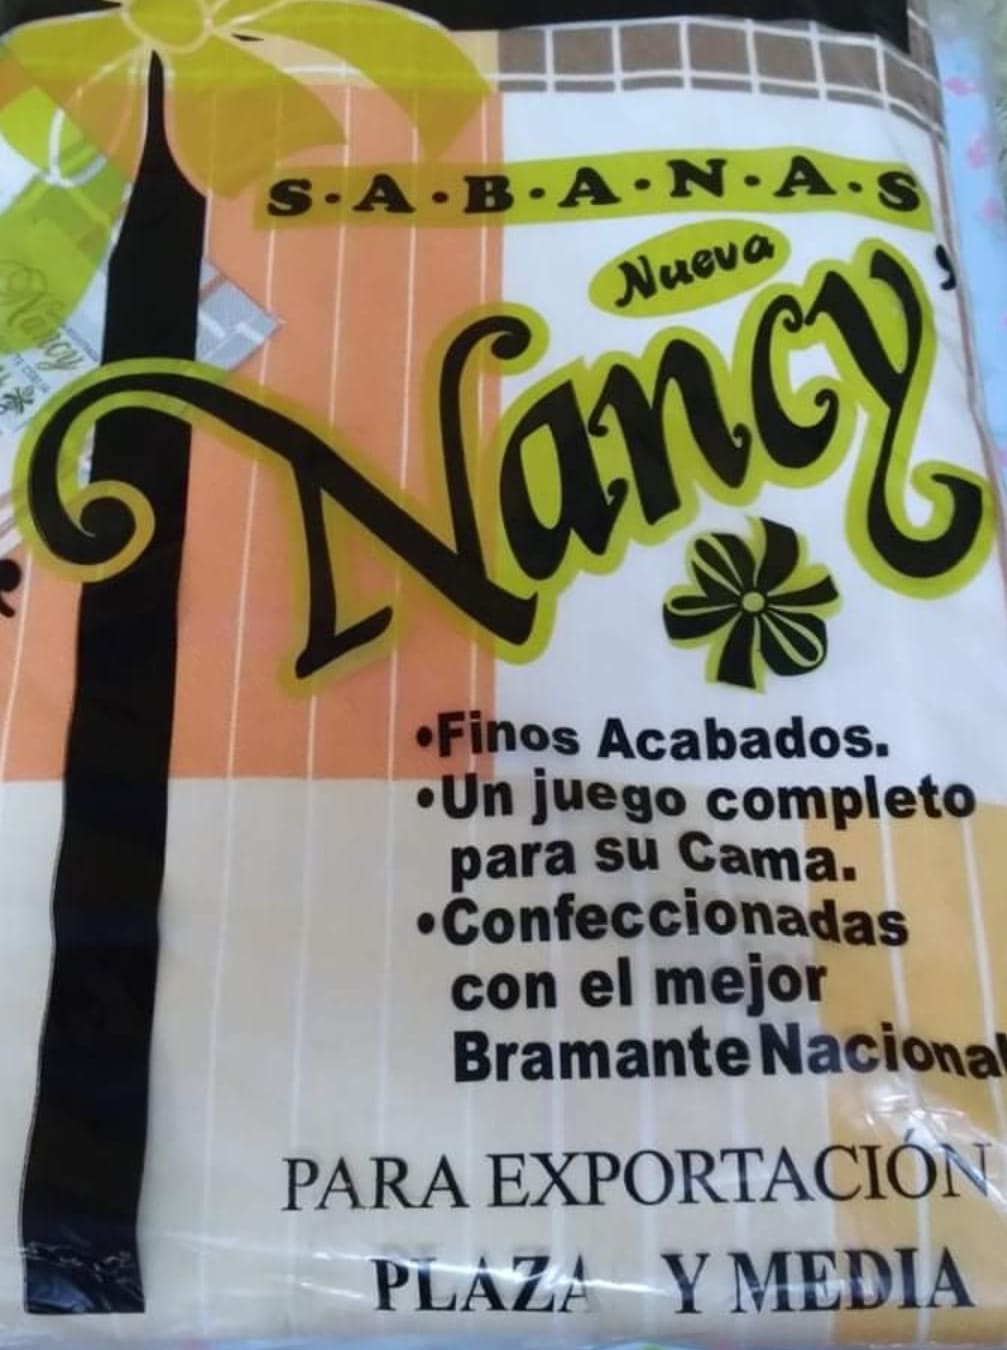 S·A·B·A·N·A·S
Nueva
Nancy
Nancy
•Finos Acabados.
•Un juego completo
para su Cama.
•Confeccionadas
con el mejor
Bramante Nacional
PARA EXPORTACIÓN
PLAZA Y MEDIA